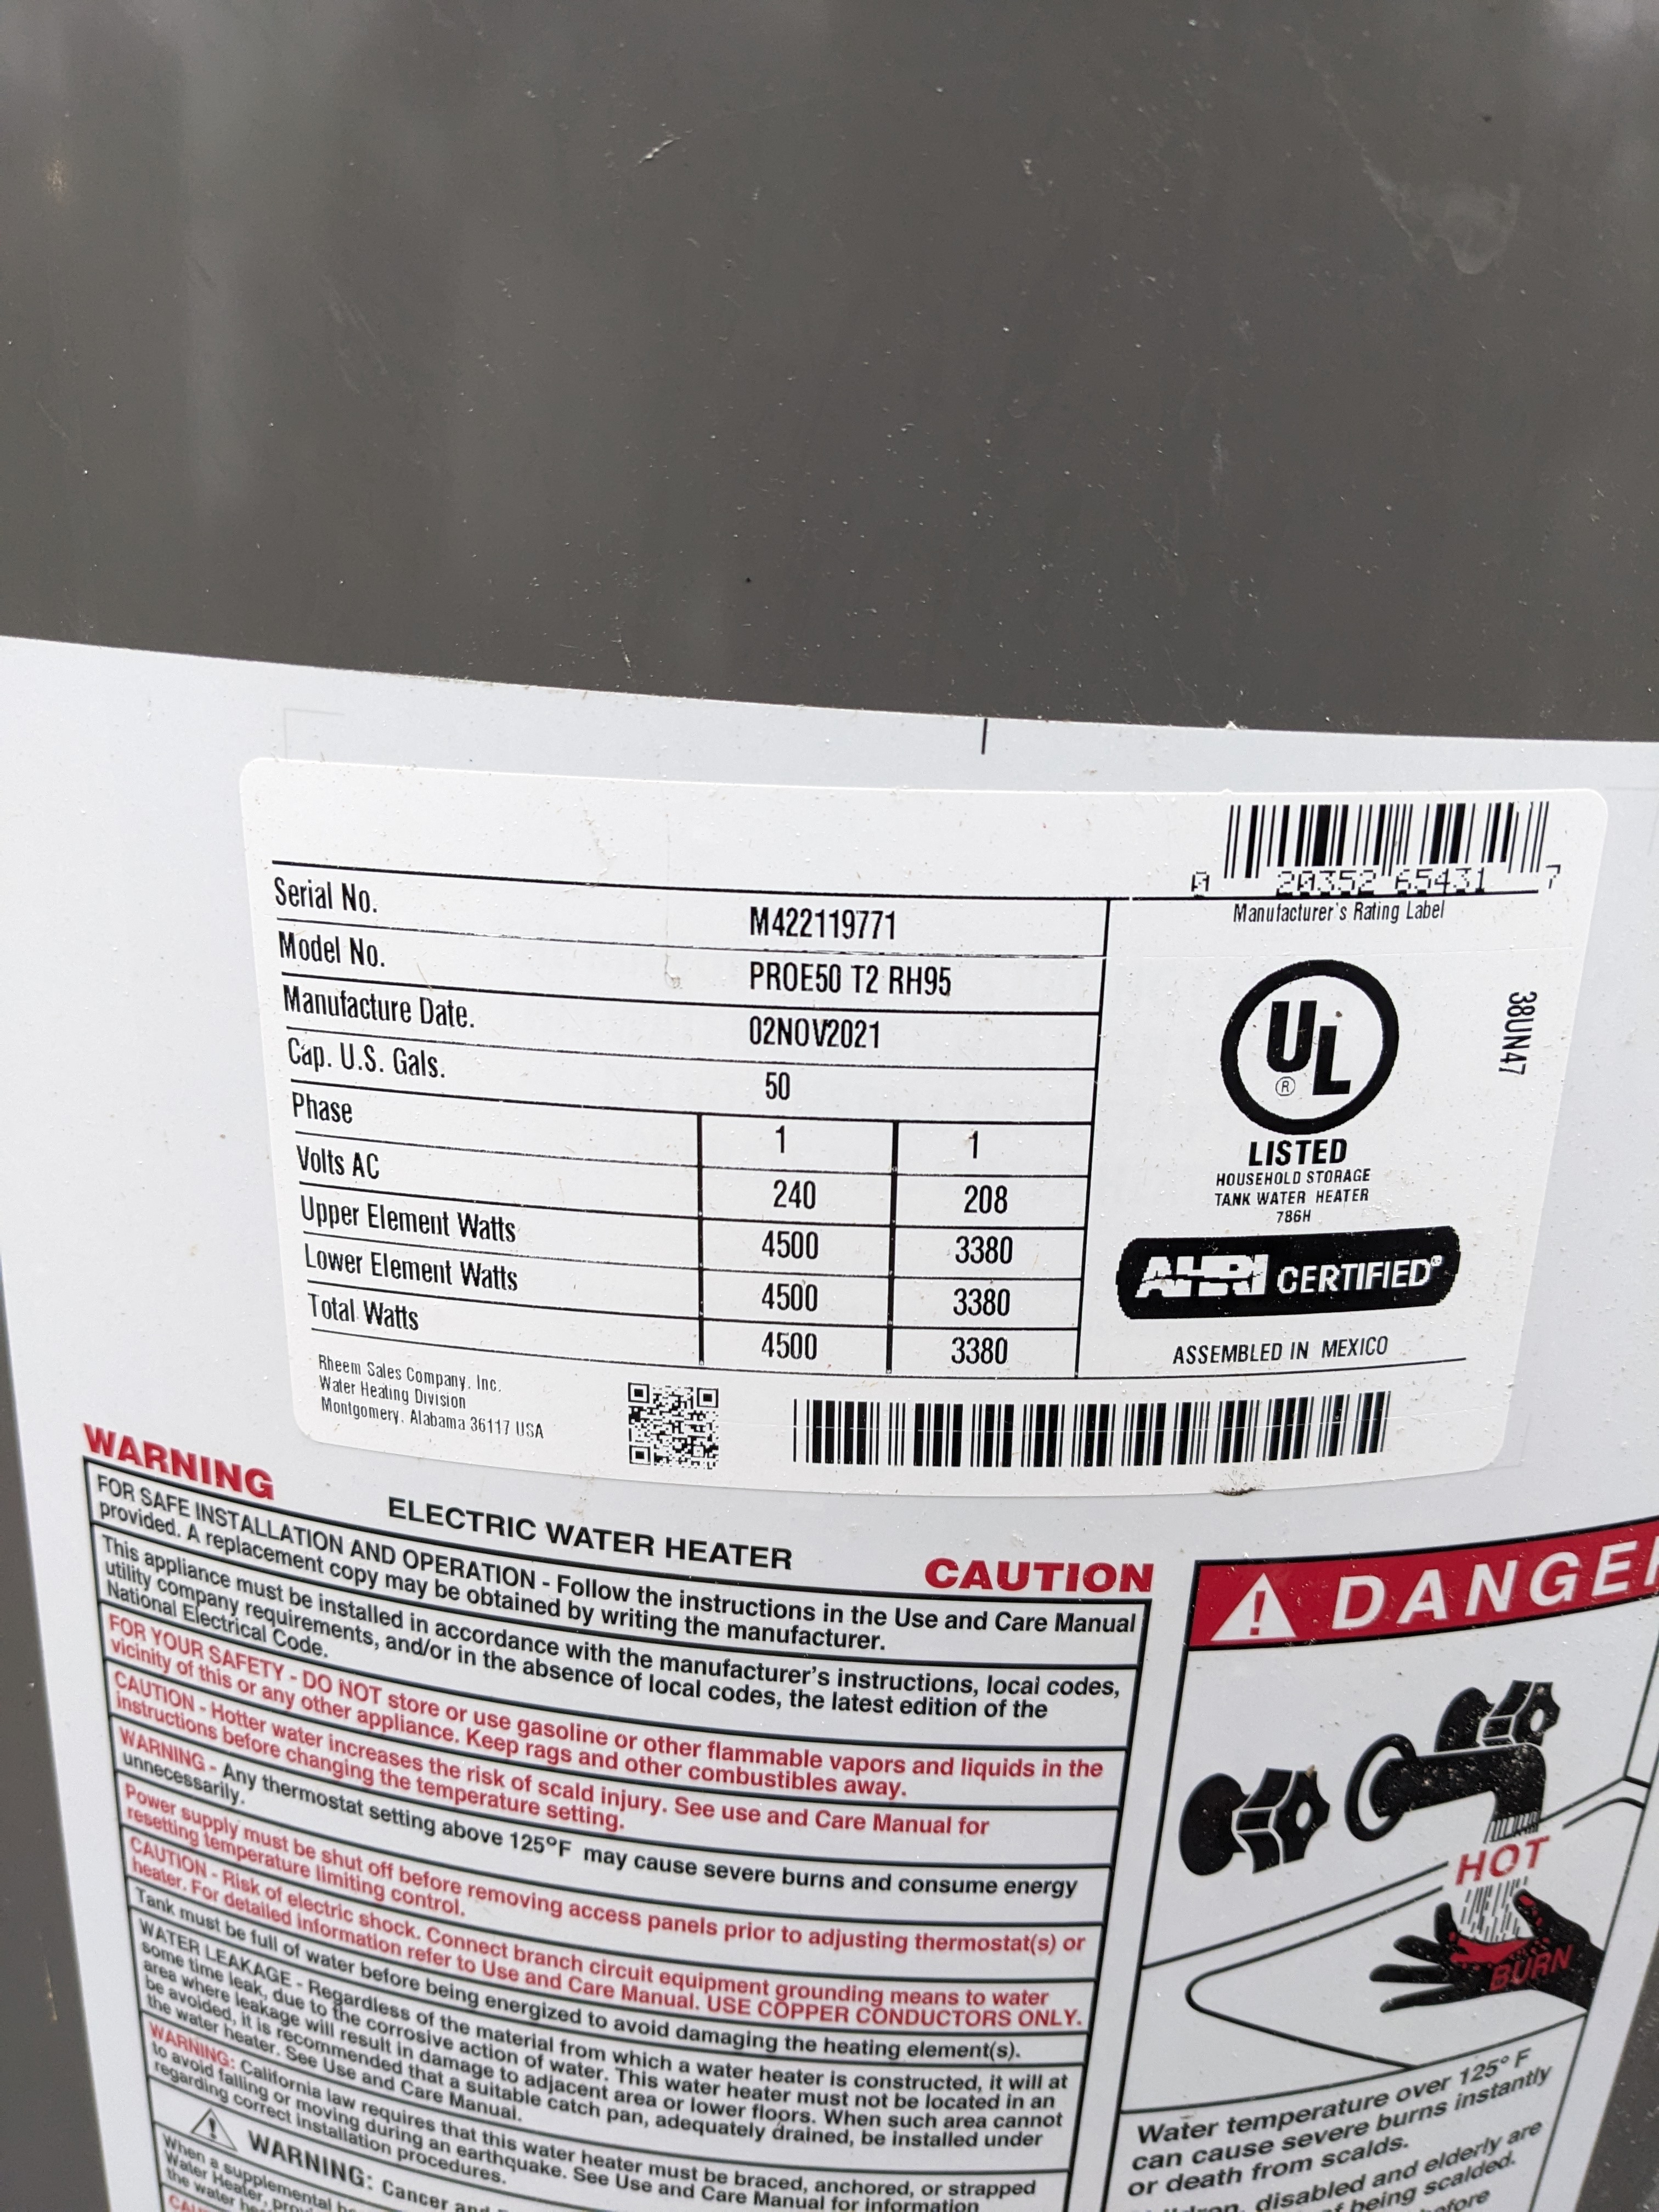 0 20352 65431 7
Manufacturer's Rating Label
Serial No. M422119771
Model No. PROE50 T2 RH95
Manufacture Date. 02NOV2021
Cap. U.S. Gals. 50
Phase 1 1
Volts AC 240 208
Upper Element Watts 4500 3380
Lower Element Watts 4500 3380
Total Watts 4500 3380
Rheem Sales Company, Inc.
Water Heating Division
Montgomery, Alabama 36117 USA
UL
®
LISTED
HOUSEHOLD STORAGE
TANK WATER HEATER
786H
38UN47
AHRI CERTIFIED®
ASSEMBLED IN MEXICO
WARNING
ELECTRIC WATER HEATER
CAUTION
FOR SAFE INSTALLATION AND OPERATION - Follow the instructions in the Use and Care Manual
provided. A replacement copy may be obtained by writing the manufacturer.
This appliance must be installed in accordance with the manufacturer's instructions, local codes,
utility company requirements, and/or in the absence of local codes, the latest edition of the
National Electrical Code.
FOR YOUR SAFETY - DO NOT store or use gasoline or other flammable vapors and liquids in the
vicinity of this or any other appliance. Keep rags and other combustibles away.
CAUTION - Hotter water increases the risk of scald injury. See use and Care Manual for
instructions before changing the temperature setting.
WARNING - Any thermostat setting above 125°F may cause severe burns and consume energy
unnecessarily.
Power supply must be shut off before removing access panels prior to adjusting thermostat(s) or
resetting temperature limiting control.
CAUTION - Risk of electric shock. Connect branch circuit equipment grounding means to water
heater. For detailed information refer to Use and Care Manual. USE COPPER CONDUCTORS ONLY.
Tank must be full of water before being energized to avoid damaging the heating element(s).
WATER LEAKAGE - Regardless of the material from which a water heater is constructed, it will at
some time leak, due to the corrosive action of water. This water heater must not be located in an
area where leakage will result in damage to adjacent area or lower floors. When such area cannot
be avoided, it is recommended that a suitable catch pan, adequately drained, be installed under
the water heater. See Use and Care Manual.
WARNING: California law requires that this water heater must be braced, anchored, or strapped
to avoid falling or moving during an earthquake. See Use and Care Manual for information
regarding correct installation procedures.
WARNING: Cancer and
When a supplemental
Water Heater,
the water
DANGER
HOT
BURN
Water temperature over 125° F
can cause severe burns instantly
or death from scalds.
disabled and elderly are
being scalded.